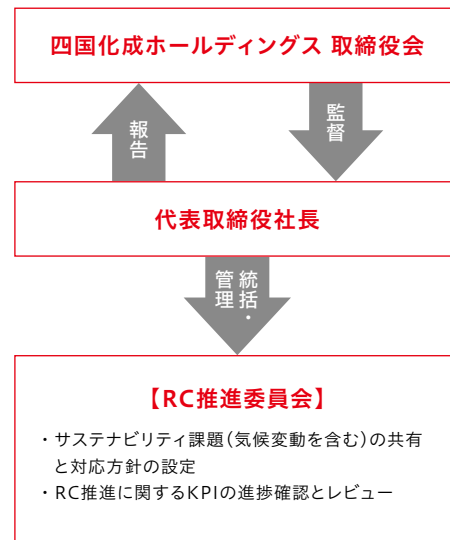 四国化成ホールディングス 取締役会
報告
監督
代表取締役社長
統括・
管理
【RC推進委員会】
・サステナビリティ課題(気候変動を含む)の共有
と対応方針の設定
・RC推進に関するKPIの進捗確認とレビュー